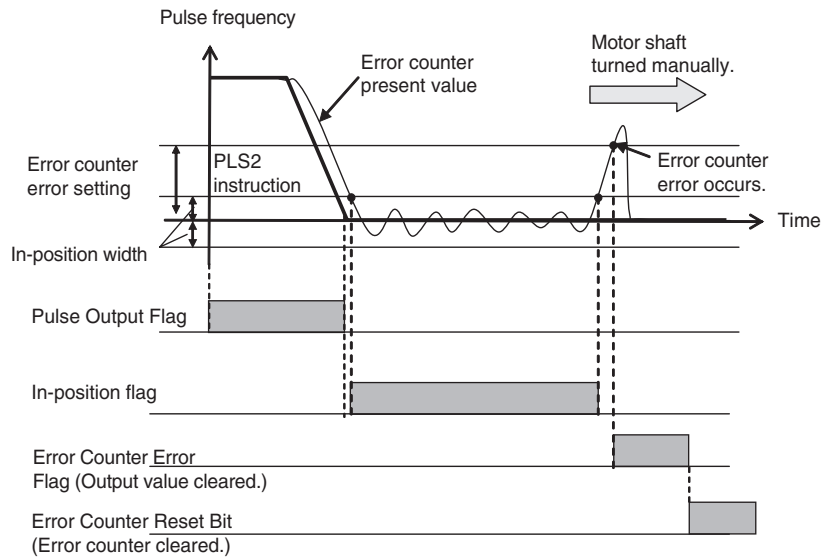 Pulse frequency
Error counter
present value
Motor shaft
turned manually.
Error counter
error setting
PLS2
instruction
Error counter
error occurs.
Time
In-position width
Pulse Output Flag
In-position flag
Error Counter Error
Flag (Output value cleared.)
Error Counter Reset Bit
(Error counter cleared.)